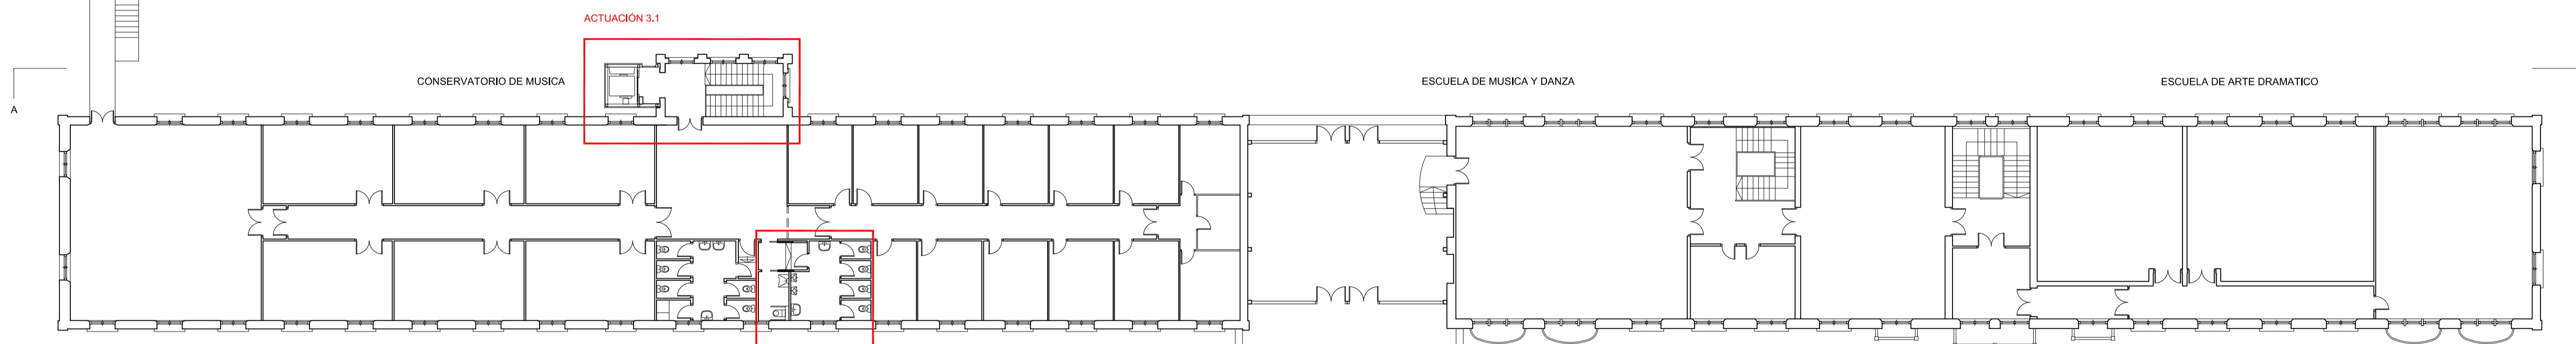 ACTUACIÓN 3.1
CONSERVATORIO DE MUSICA
ESCUELA DE MUSICA Y DANZA
ESCUELA DE ARTE DRAMATICO
A